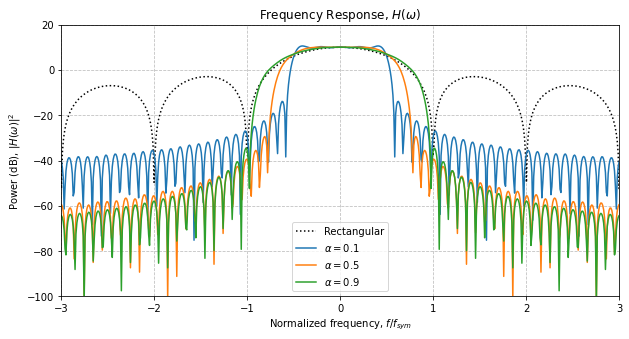 Frequency Response, H(ω)
20
0
−20
−40
−60
−80
−100
Power (dB), |H(ω)|²
Rectangular
α = 0.1
α = 0.5
α = 0.9
−3 −2 −1 0 1 2 3
Normalized frequency, f/f_sym